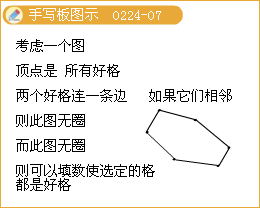 手写板图示 0224-07
考虑一个图
顶点是 所有好格
两个好格连一条边 如果它们相邻
则此图无圈
而此图无圈
则可以填数使选定的格
都是好格